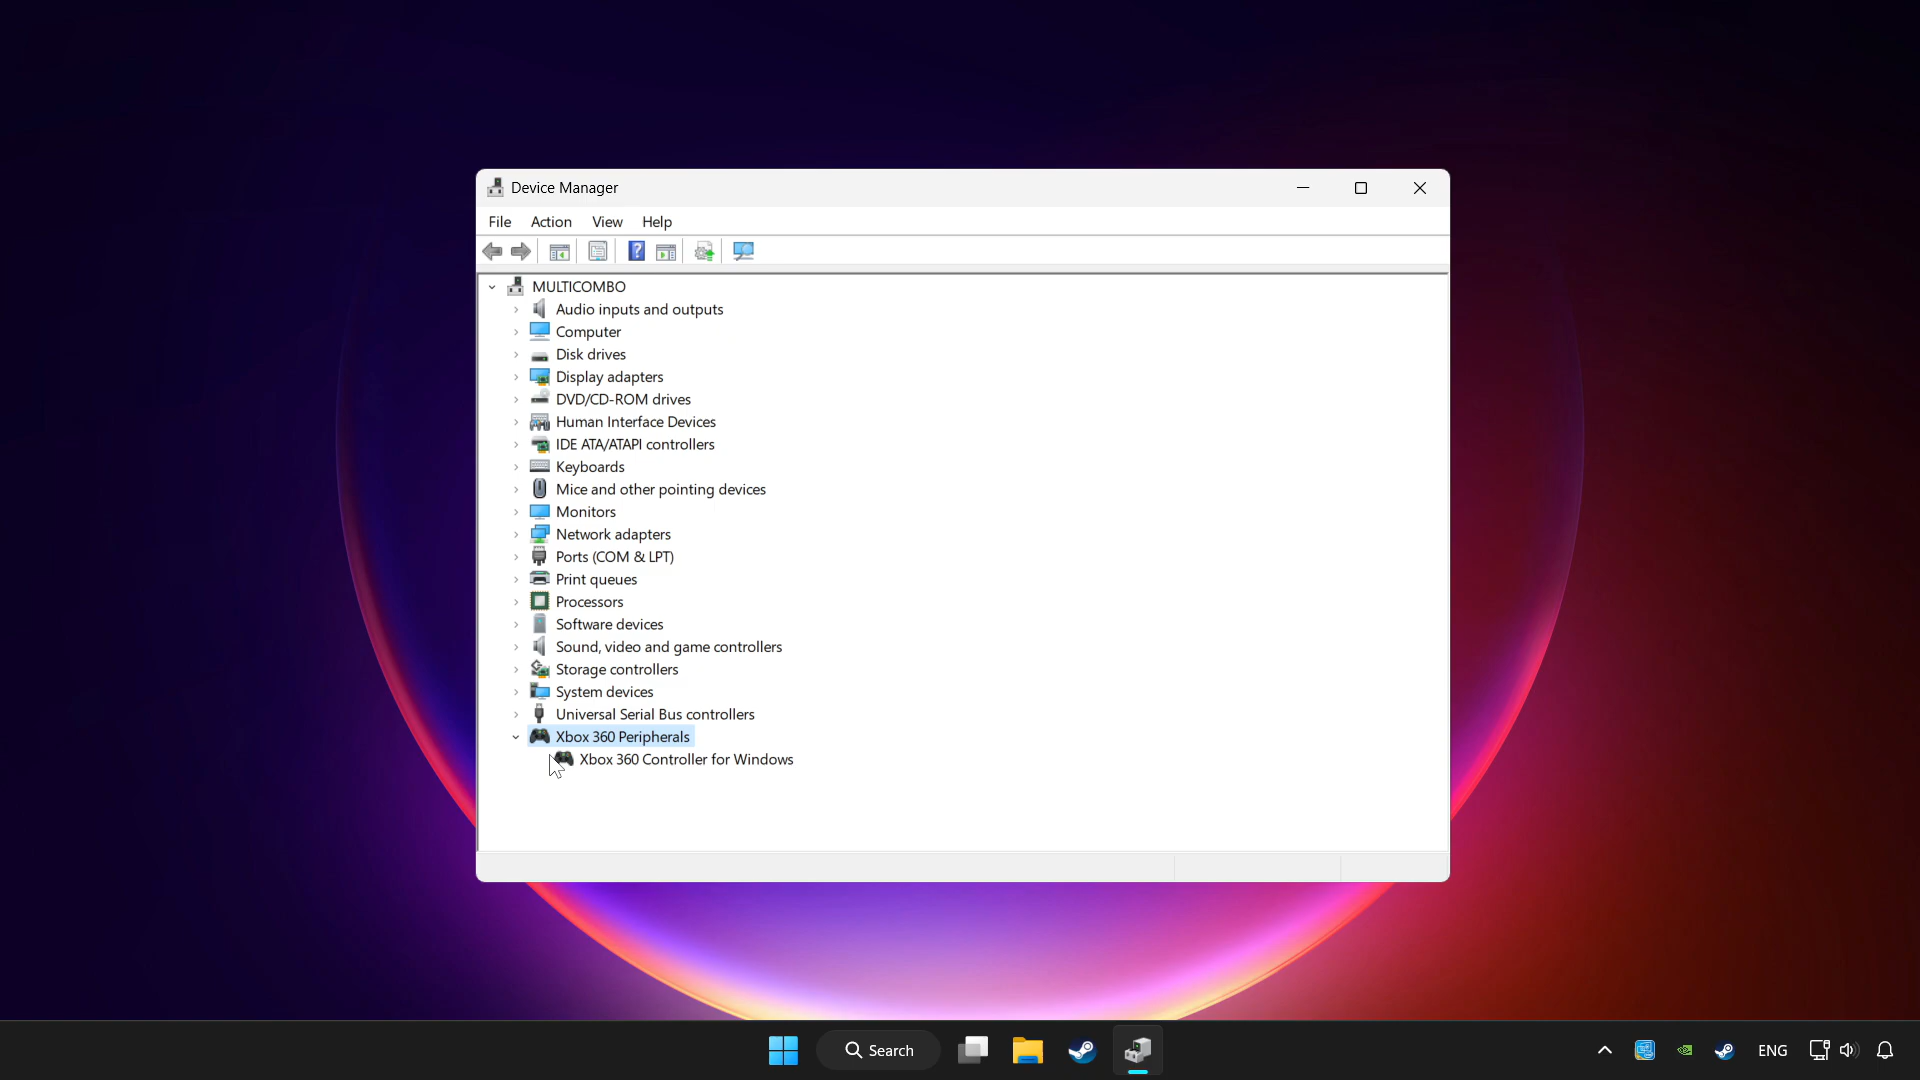 Device Manager
File Action View Help
MULTICOMBO
Audio inputs and outputs
Computer
Disk drives
Display adapters
DVD/CD-ROM drives
Human Interface Devices
IDE ATA/ATAPI controllers
Keyboards
Mice and other pointing devices
Monitors
Network adapters
Ports (COM & LPT)
Print queues
Processors
Software devices
Sound, video and game controllers
Storage controllers
System devices
Universal Serial Bus controllers
Xbox 360 Peripherals
Xbox 360 Controller for Windows
Search
ENG